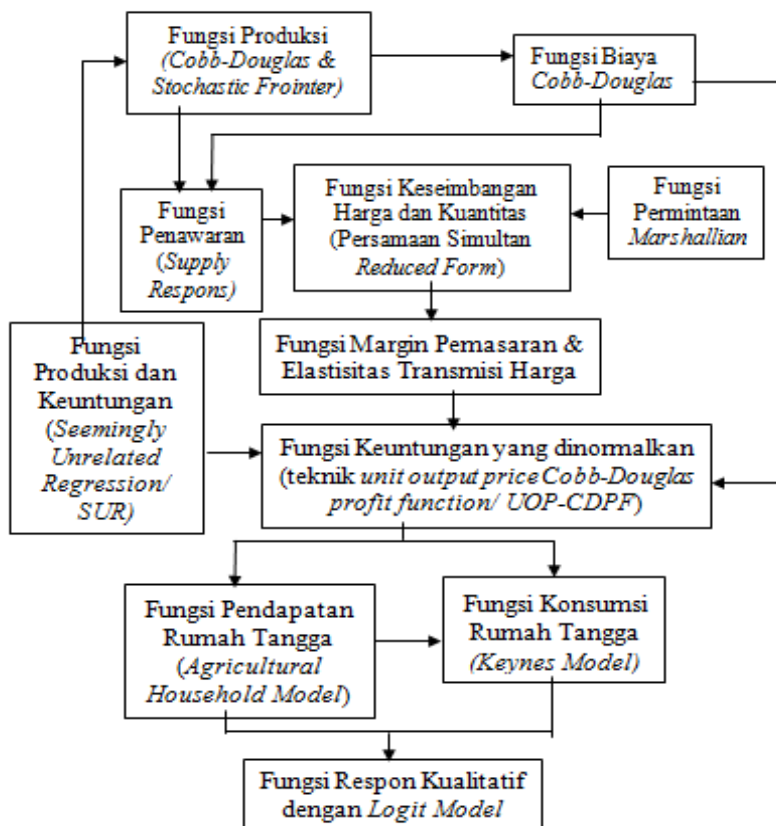 Fungsi Produksi
(Cobb-Douglas &
Stochastic Frointer)
Fungsi Biaya
Cobb-Douglas
Fungsi
Penawaran
(Supply
Respons)
Fungsi Keseimbangan
Harga dan Kuantitas
(Persamaan Simultan
Reduced Form)
Fungsi
Permintaan
Marshallian
Fungsi Margin Pemasaran &
Elastisitas Transmisi Harga
Fungsi
Produksi dan
Keuntungan
(Seemingly
Unrelated
Regression/
SUR)
Fungsi Keuntungan yang dinormalkan
(teknik unit output price Cobb-Douglas
profit function/ UOP-CDPF)
Fungsi Pendapatan
Rumah Tangga
(Agricultural
Household Model)
Fungsi Konsumsi
Rumah Tangga
(Keynes Model)
Fungsi Respon Kualitatif
dengan Logit Model